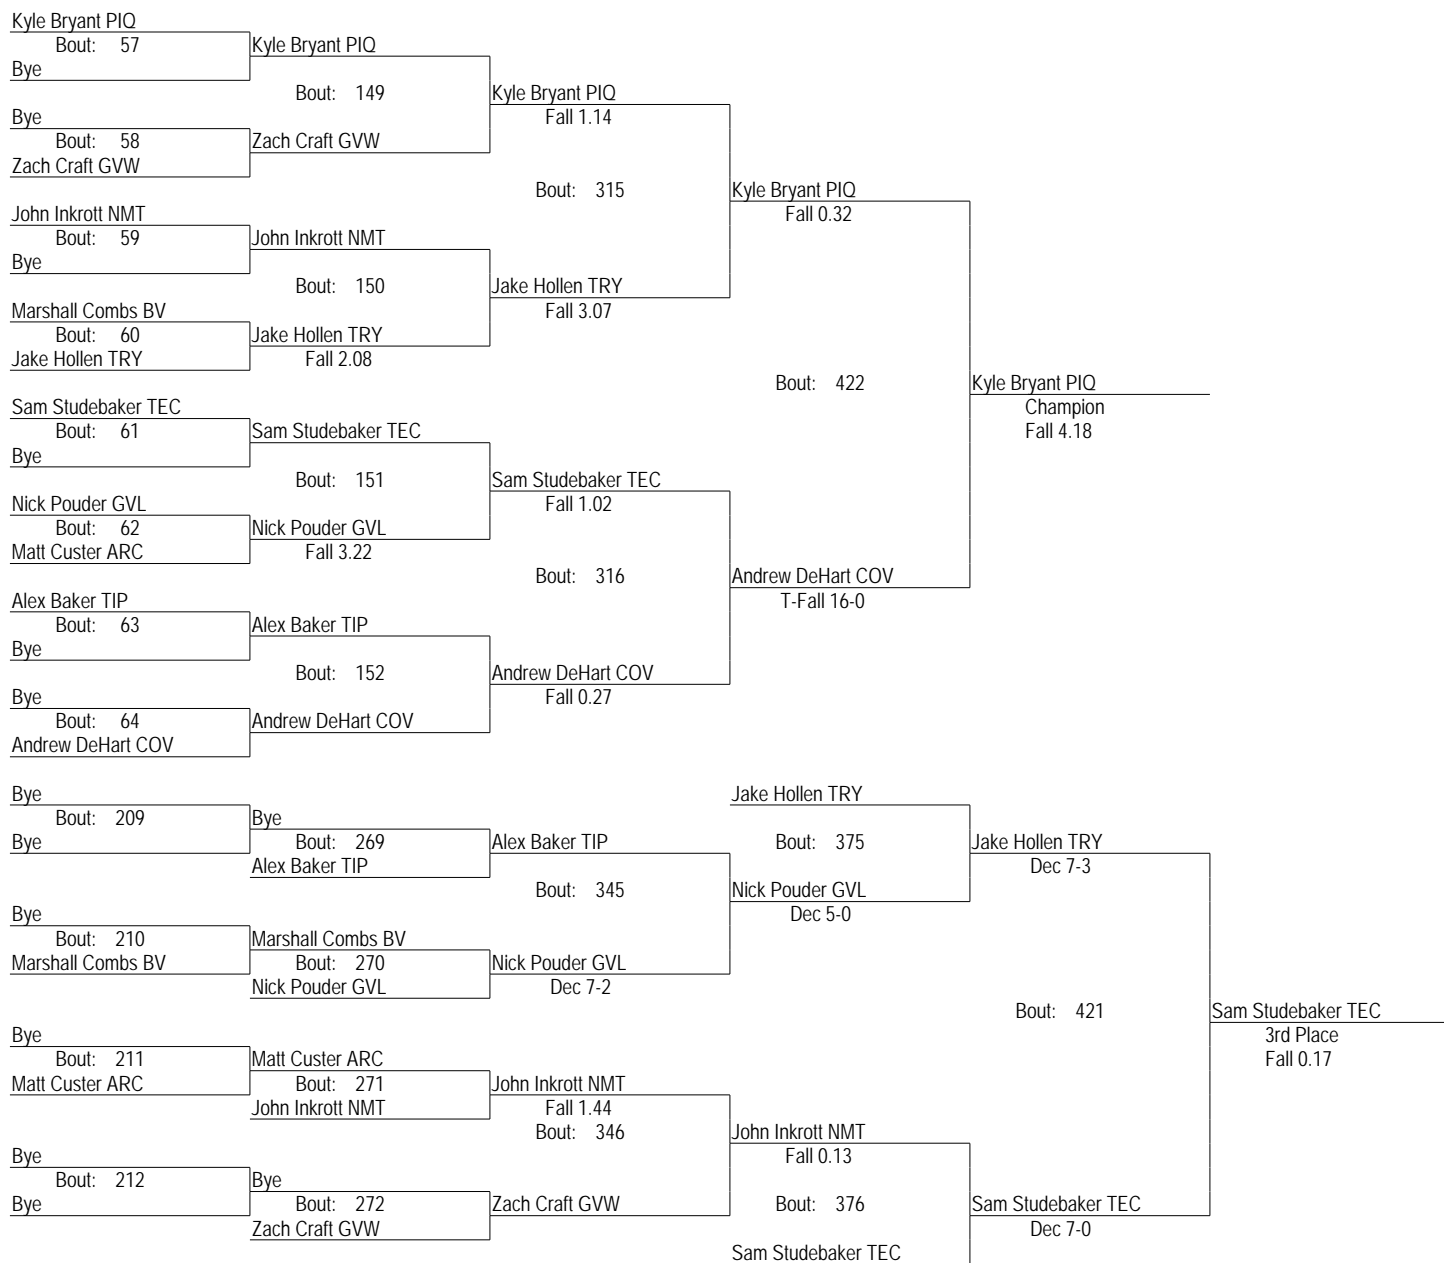 Kyle Bryant PIQ
Bout: 57
Kyle Bryant PIQ
Bye
Bout: 149
Kyle Bryant PIQ
Bye
Fall 1.14
Bout: 58
Zach Craft GVW
Zach Craft GVW
Bout: 315
Kyle Bryant PIQ
John Inkrott NMT
Fall 0.32
Bout: 59
John Inkrott NMT
Bye
Bout: 150
Jake Hollen TRY
Marshall Combs BV
Fall 3.07
Bout: 60
Jake Hollen TRY
Jake Hollen TRY
Fall 2.08
Bout: 422
Kyle Bryant PIQ
Sam Studebaker TEC
Champion
Bout: 61
Sam Studebaker TEC
Fall 4.18
Bye
Bout: 151
Sam Studebaker TEC
Nick Pouder GVL
Fall 1.02
Bout: 62
Nick Pouder GVL
Matt Custer ARC
Fall 3.22
Bout: 316
Andrew DeHart COV
Alex Baker TIP
T-Fall 16-0
Bout: 63
Alex Baker TIP
Bye
Bout: 152
Andrew DeHart COV
Bye
Fall 0.27
Bout: 64
Andrew DeHart COV
Andrew DeHart COV
Bye
Jake Hollen TRY
Bout: 209
Bye
Bye
Bout: 269
Alex Baker TIP
Bout: 375
Jake Hollen TRY
Alex Baker TIP
Dec 7-3
Bout: 345
Nick Pouder GVL
Bye
Dec 5-0
Bout: 210
Marshall Combs BV
Marshall Combs BV
Bout: 270
Nick Pouder GVL
Nick Pouder GVL
Dec 7-2
Bout: 421
Sam Studebaker TEC
Bye
3rd Place
Bout: 211
Matt Custer ARC
Fall 0.17
Matt Custer ARC
Bout: 271
John Inkrott NMT
John Inkrott NMT
Fall 1.44
Bout: 346
John Inkrott NMT
Bye
Fall 0.13
Bout: 212
Bye
Bye
Bout: 272
Zach Craft GVW
Bout: 376
Sam Studebaker TEC
Zach Craft GVW
Dec 7-0
Sam Studebaker TEC